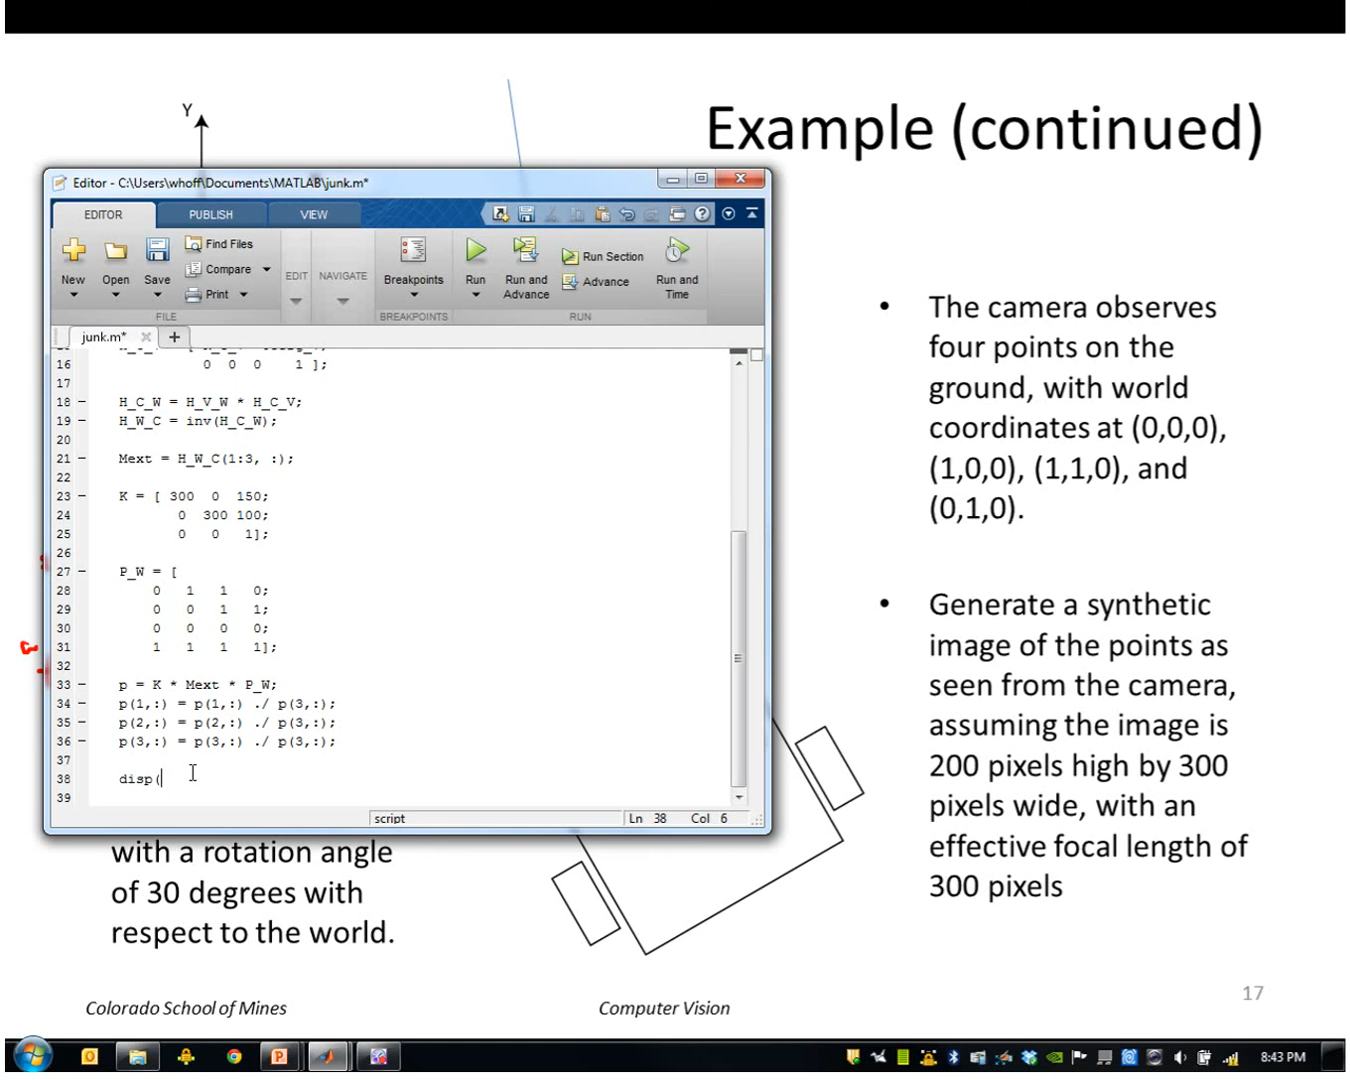 Y
Example (continued)
Editor - C:\Users\whoff\Documents\MATLAB\junk.m*
EDITOR PUBLISH VIEW
New Open Save Find Files Compare Print
FILE
EDIT NAVIGATE
Breakpoints
BREAKPOINTS
Run Run and Advance Run Section Advance Run and Time
RUN
junk.m*
16 0 0 0 1 ];
17
18 – H_C_W = H_V_W * H_C_V;
19 – H_W_C = inv(H_C_W);
20
21 – Mext = H_W_C(1:3, :);
22
23 – K = [ 300 0 150;
24 0 300 100;
25 0 0 1];
26
27 – P_W = [
28 0 1 1 0;
29 0 0 1 1;
30 0 0 0 0;
31 1 1 1 1];
32
33 – p = K * Mext * P_W;
34 – p(1,:) = p(1,:) ./ p(3,:);
35 – p(2,:) = p(2,:) ./ p(3,:);
36 – p(3,:) = p(3,:) ./ p(3,:);
37
38 disp(
39
script Ln 38 Col 6
with a rotation angle
of 30 degrees with
respect to the world.
• The camera observes
four points on the
ground, with world
coordinates at (0,0,0),
(1,0,0), (1,1,0), and
(0,1,0).
• Generate a synthetic
image of the points as
seen from the camera,
assuming the image is
200 pixels high by 300
pixels wide, with an
effective focal length of
300 pixels
Colorado School of Mines
Computer Vision
17
8:43 PM